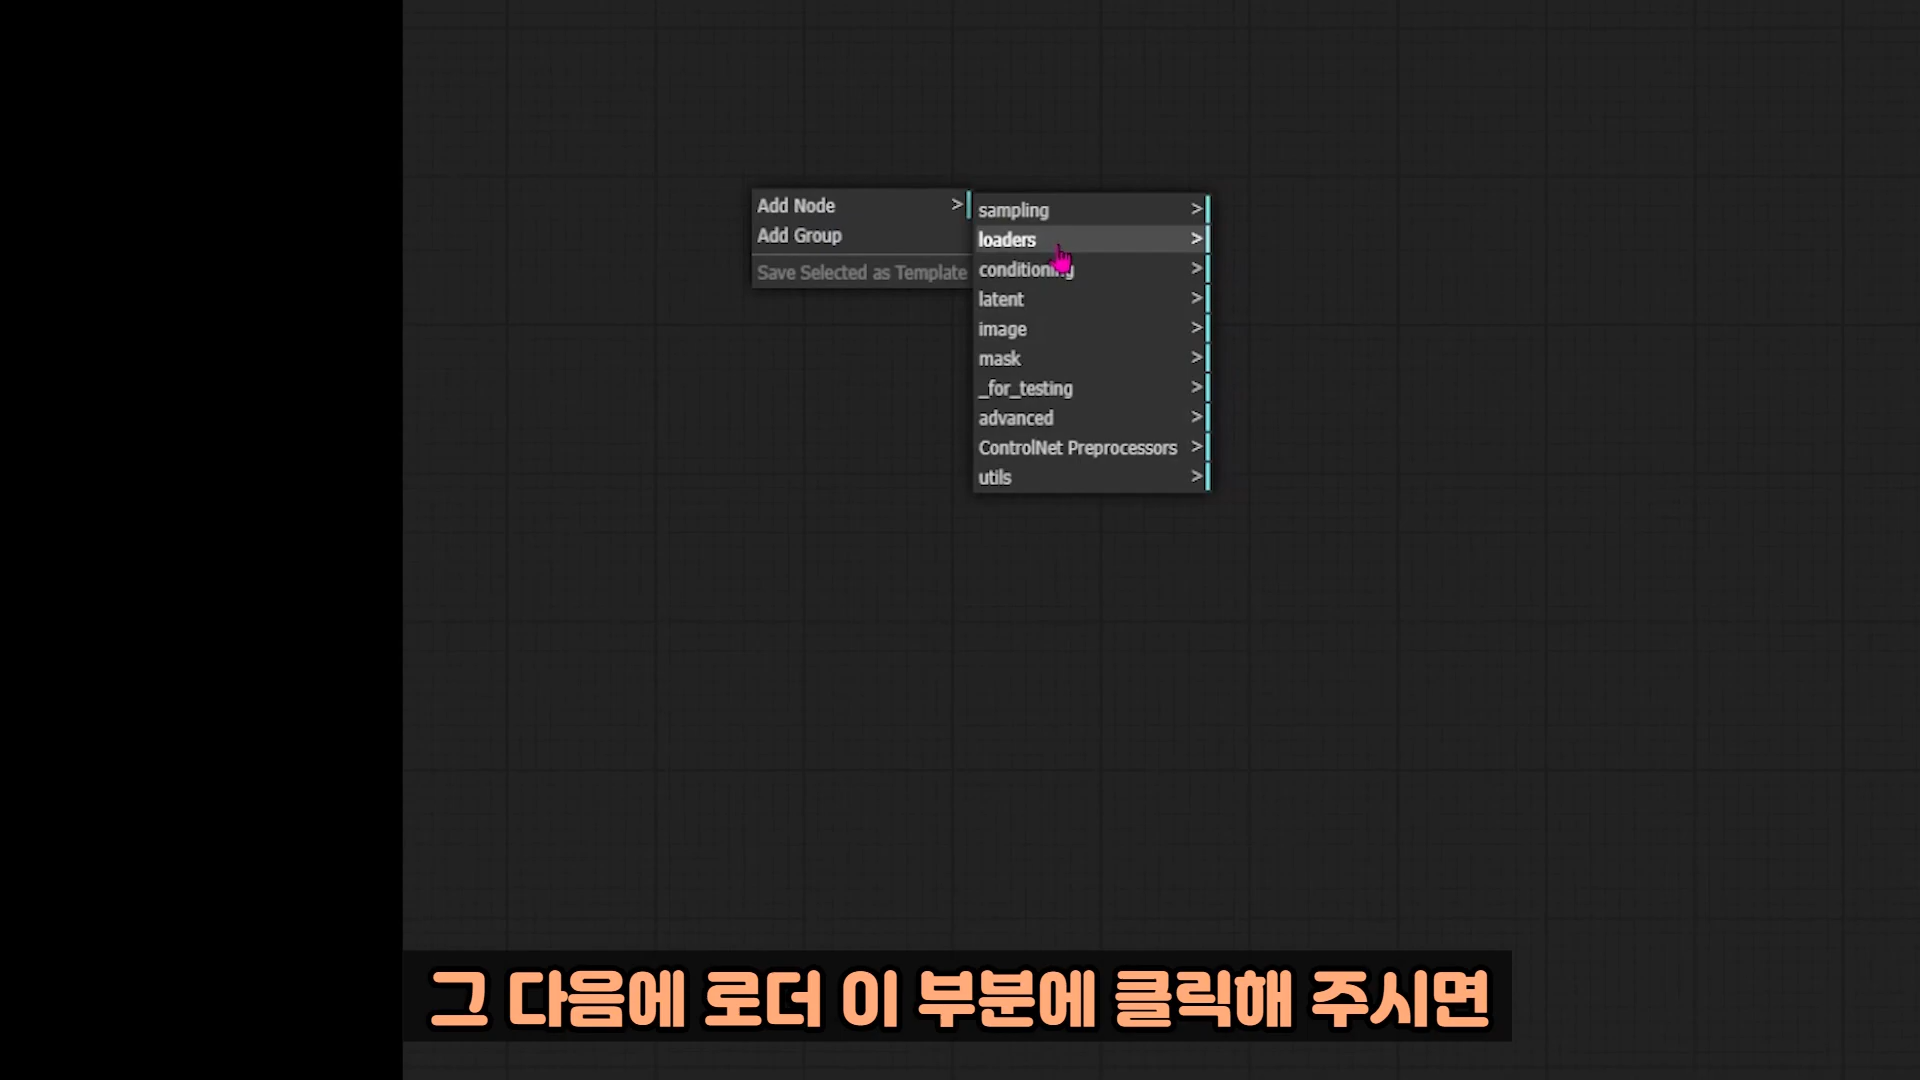 Add Node >
Add Group
Save Selected as Template
sampling >
loaders >
conditioning >
latent >
image >
mask >
_for_testing >
advanced >
ControlNet Preprocessors >
utils >
그 다음에 로더 이 부분에 클릭해 주시면